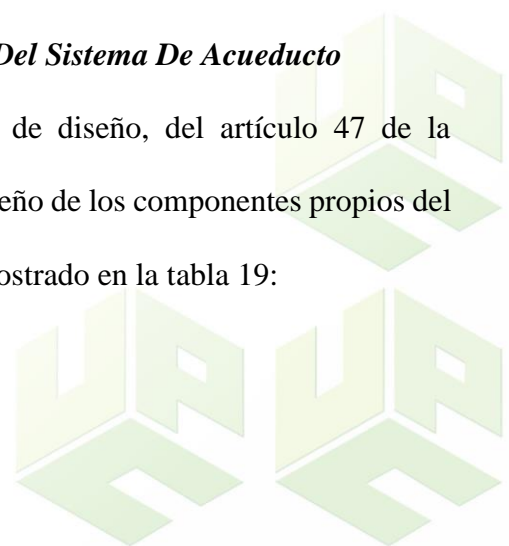 Del Sistema De Acueducto
de diseño, del artículo 47 de la
eño de los componentes propios del
ostrado en la tabla 19: